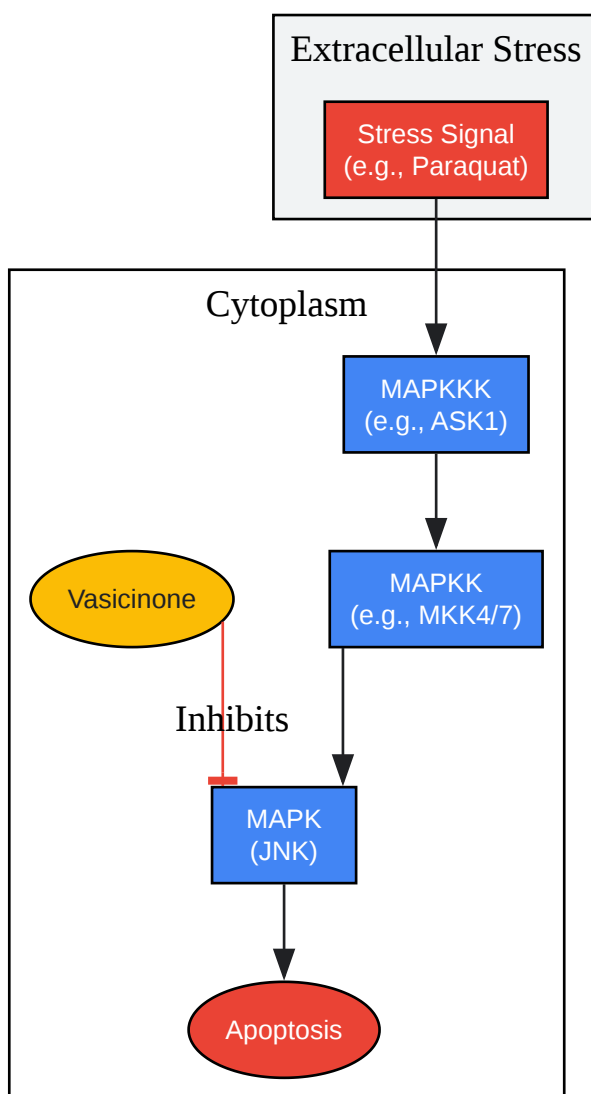 Extracellular Stress
Stress Signal
(e.g., Paraquat)
Cytoplasm
MAPKKK
(e.g., ASK1)
Vasicinone
MAPKK
(e.g., MKK4/7)
Inhibits
MAPK
(JNK)
Apoptosis